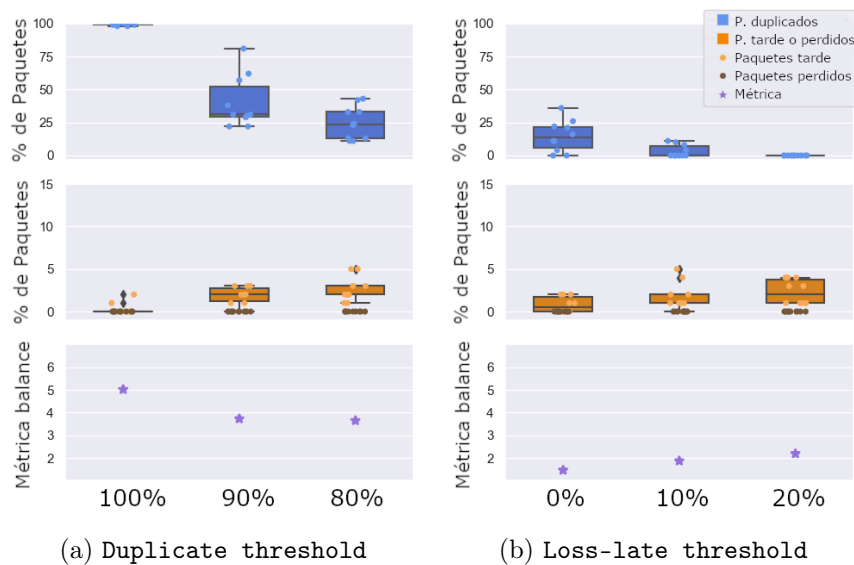 % de Paquetes
100
75
50
25
0
% de Paquetes
15
10
5
0
Métrica balance
6
5
4
3
2
100% 90% 80%
(a) Duplicate threshold
% de Paquetes
100
75
50
25
0
P. duplicados
P. tarde o perdidos
Paquetes tarde
Paquetes perdidos
Métrica
% de Paquetes
15
10
5
0
Métrica balance
6
5
4
3
2
0% 10% 20%
(b) Loss-late threshold